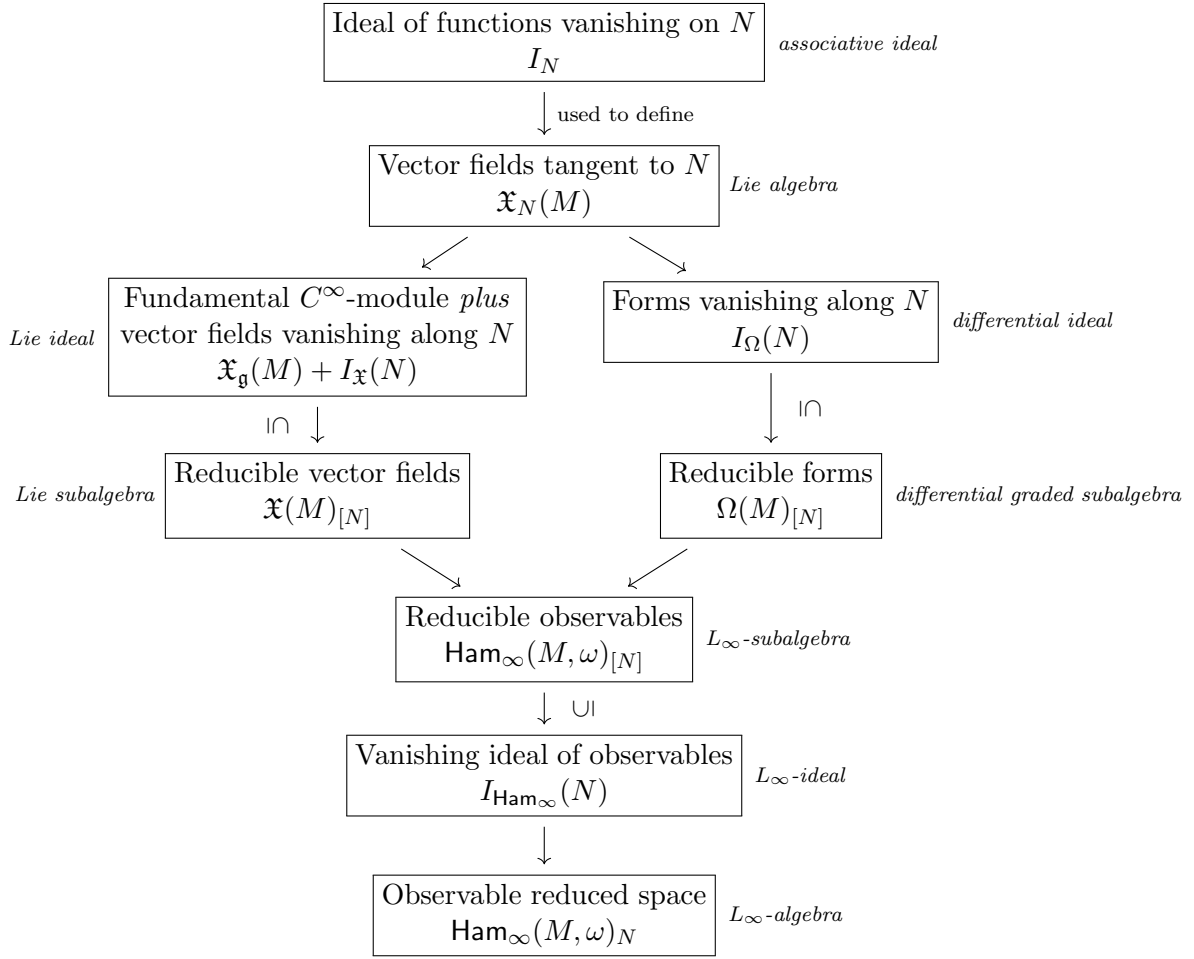 Ideal of functions vanishing on N
I_N
associative ideal
used to define
Vector fields tangent to N
𝔛_N(M)
Lie algebra
Fundamental C^∞-module plus
vector fields vanishing along N
𝔛_𝔤(M) + I_𝔛(N)
Lie ideal
Forms vanishing along N
I_Ω(N)
differential ideal
I∩
I∩
Lie subalgebra
Reducible vector fields
𝔛(M)_[N]
Reducible forms
Ω(M)_[N]
differential graded subalgebra
Reducible observables
Ham_∞(M, ω)_[N]
L_∞-subalgebra
∪I
Vanishing ideal of observables
I_{Ham_∞}(N)
L_∞-ideal
Observable reduced space
Ham_∞(M, ω)_N
L_∞-algebra